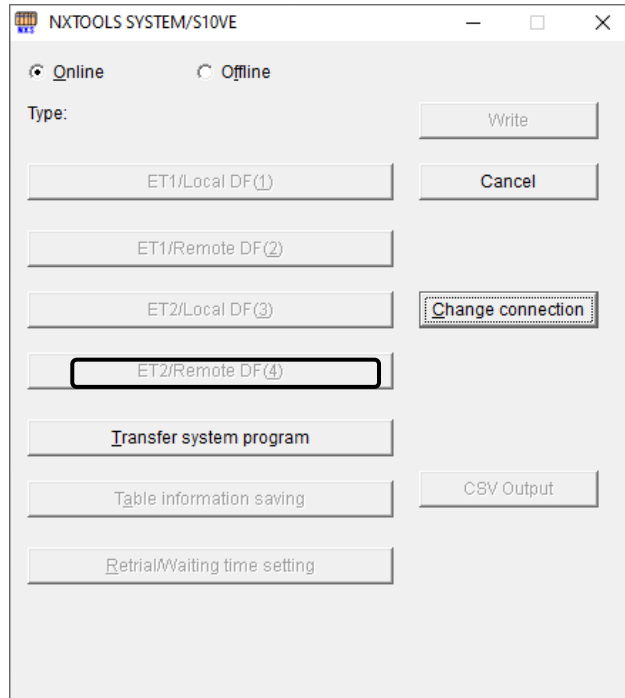 NXS NXTOOLS SYSTEM/S10VE
Online Offline
Type:
Write
ET1/Local DF(1)
Cancel
ET1/Remote DF(2)
ET2/Local DF(3)
Change connection
ET2/Remote DF(4)
Transfer system program
Table information saving
CSV Output
Retrial/Waiting time setting